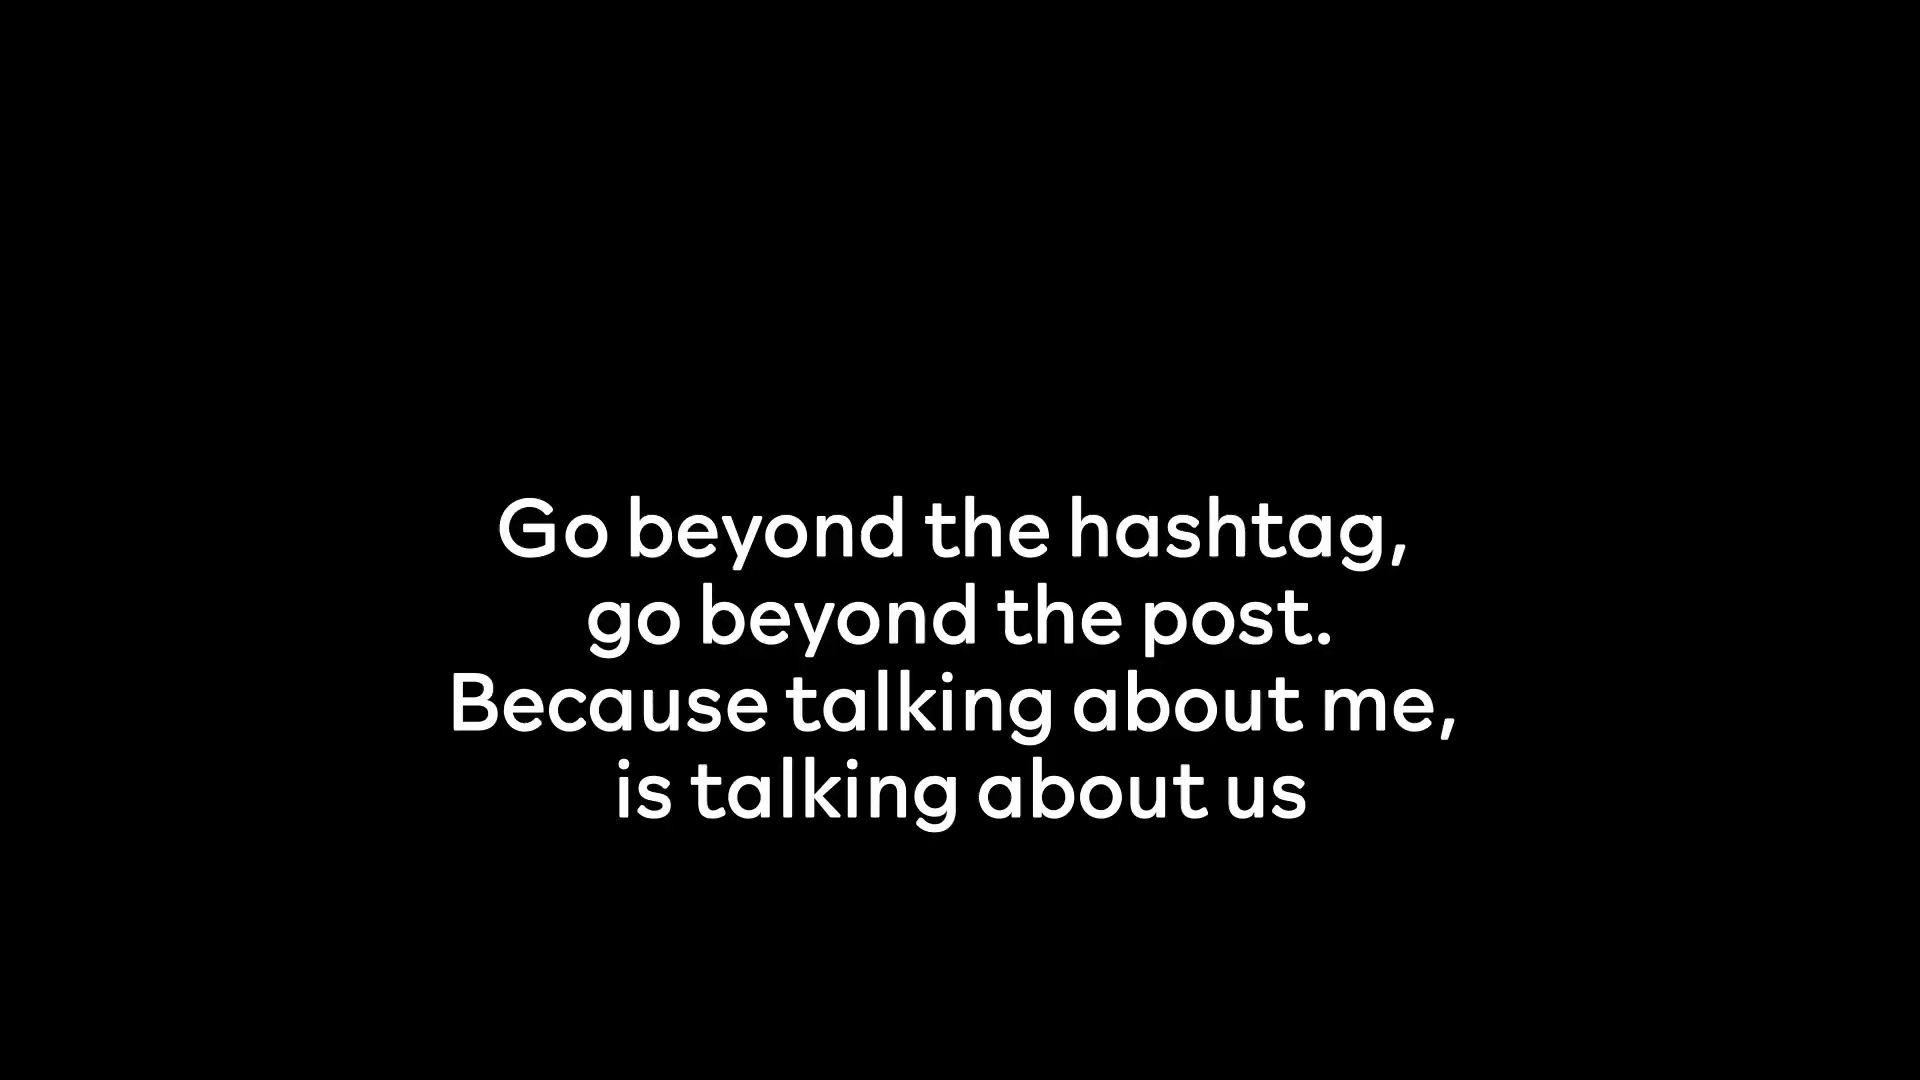 Go beyond the hashtag,
go beyond the post.
Because talking about me,
is talking about us